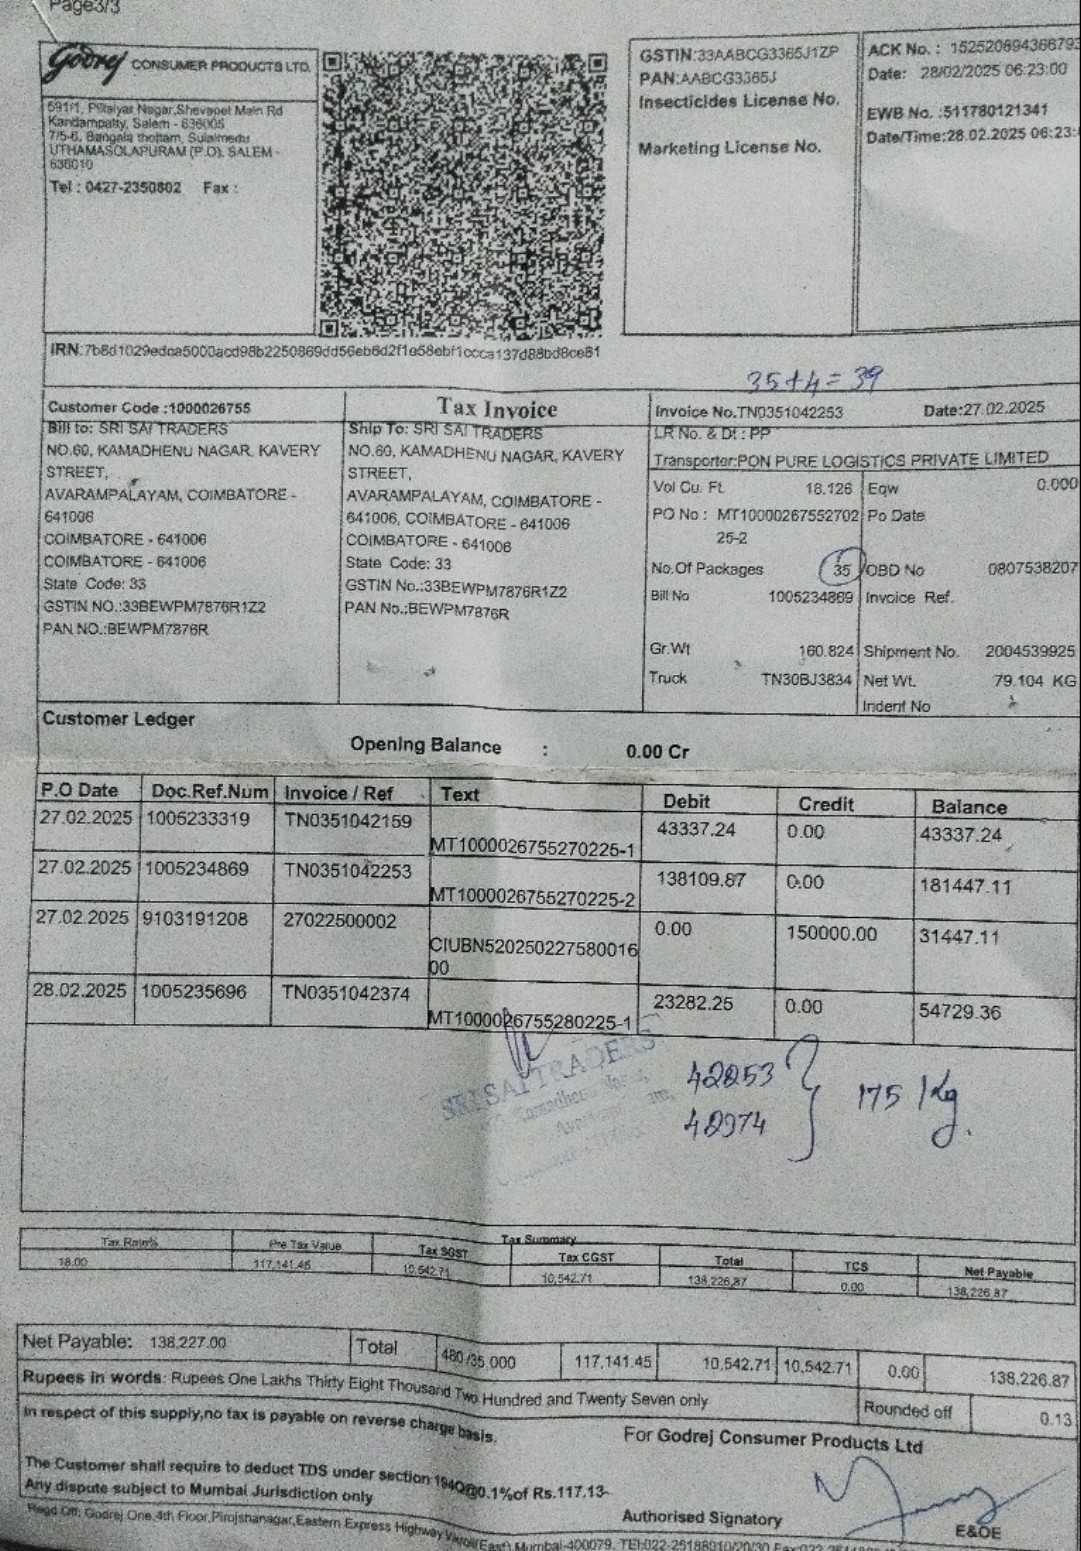 Page3/3
Godrej CONSUMER PRODUCTS LTD.
591/1, Pillaiyar Nagar,Shevapet Main Rd
Kandampatty, Salem - 636005
7/5-6, Bangala thottam, Sulaimedu
UTHAMASOLAPURAM (P.O), SALEM -
636010
Tel : 0427-2350802 Fax :
GSTIN:33AABCG3365J1ZP
PAN:AABCG3365J
Insecticides License No.
Marketing License No.
ACK No. : 152520694366793
Date: 28/02/2025 06:23:00
EWB No. :511780121341
Date/Time:28.02.2025 06:23:
IRN:7b8d1029edca5000acd98b2250869dd56eb6d2f1e58ebf1ccca137d88bd8ce81
35+4=39
Customer Code :1000026755
Tax Invoice
Invoice No.TN0351042253 Date:27.02.2025
Bill to: SRI SAI TRADERS
NO.60, KAMADHENU NAGAR, KAVERY
STREET,
AVARAMPALAYAM, COIMBATORE -
641006
COIMBATORE - 641006
COIMBATORE - 641006
State Code: 33
GSTIN NO.:33BEWPM7876R1Z2
PAN NO.:BEWPM7876R
Ship To: SRI SAI TRADERS
NO.60, KAMADHENU NAGAR, KAVERY
STREET,
AVARAMPALAYAM, COIMBATORE -
641006, COIMBATORE - 641006
COIMBATORE - 641006
State Code: 33
GSTIN No.:33BEWPM7876R1Z2
PAN No.:BEWPM7876R
LR No. & Dt : PP
Transporter:PON PURE LOGISTICS PRIVATE LIMITED
Vol Cu. Ft 18.126 Eqw 0.000
PO No : MT10000267552702 Po Date
25-2
No.Of Packages 35 OBD No 0807538207
Bill No 1005234869 Invoice Ref.
Gr.Wt 160.824 Shipment No. 2004539925
Truck TN30BJ3834 Net Wt. 79.104 KG
Indent No
Customer Ledger
Opening Balance : 0.00 Cr
P.O Date Doc.Ref.Num Invoice / Ref Text Debit Credit Balance
27.02.2025 1005233319 TN0351042159 MT1000026755270225-1 43337.24 0.00 43337.24
27.02.2025 1005234869 TN0351042253 MT1000026755270225-2 138109.87 0.00 181447.11
27.02.2025 9103191208 27022500002 CIUBN520250227580016 0.00 150000.00 31447.11
00
28.02.2025 1005235696 TN0351042374 MT1000026755280225-1 23282.25 0.00 54729.36
SRI SAI TRADERS
42253
42374
175 Kg.
Tax Summary
Tax Rate% Pre Tax Value Tax SGST Tax CGST Total TCS Net Payable
18.00 117,141.45 10,542.71 10,542.71 138,226.87 0.00 138,226.87
Net Payable: 138,227.00 Total 480 /35,000 117,141.45 10,542.71 10,542.71 0.00 138,226.87
Rupees in words: Rupees One Lakhs Thirty Eight Thousand Two Hundred and Twenty Seven only
Rounded off 0.13
In respect of this supply,no tax is payable on reverse charge basis.
For Godrej Consumer Products Ltd
The Customer shall require to deduct TDS under section 194Q@0.1%of Rs.117.13-
Any dispute subject to Mumbai Jurisdiction only
Authorised Signatory
E&OE
Regd Off: Godrej One,4th Floor,Pirojshanagar,Eastern Express Highway,Vikroli(East),Mumbai-400079.